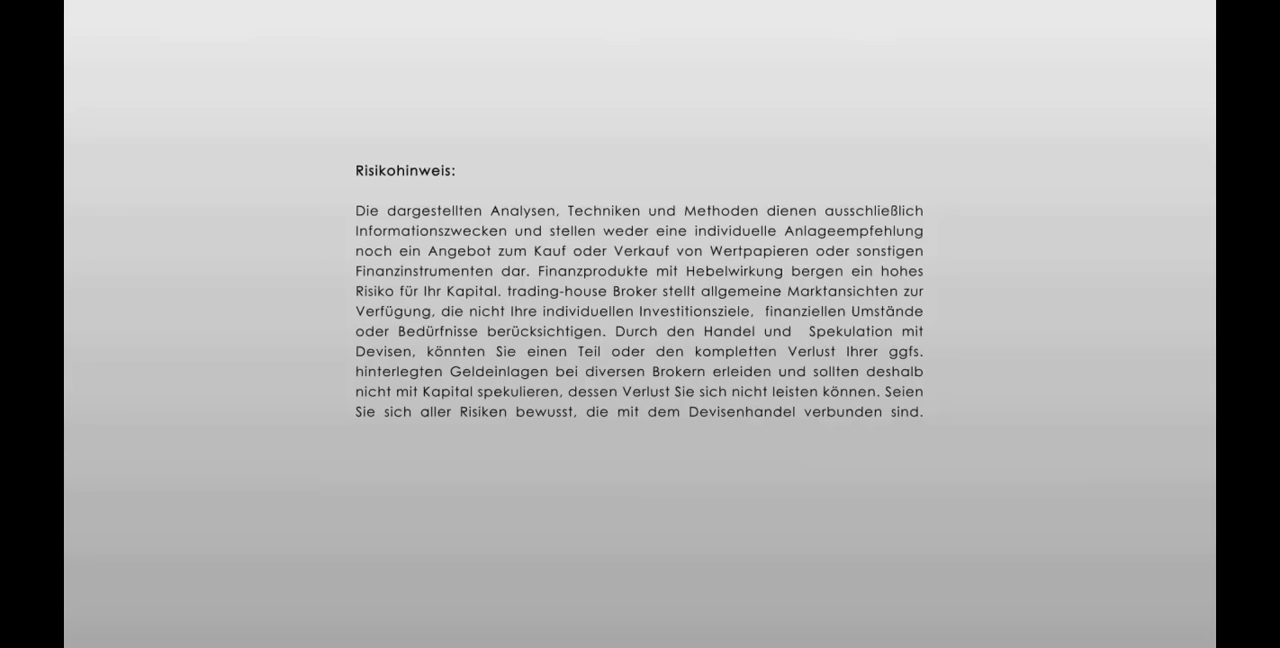 Risikohinweis:
Die dargestellten Analysen, Techniken und Methoden dienen ausschließlich
Informationszwecken und stellen weder eine individuelle Anlageempfehlung
noch ein Angebot zum Kauf oder Verkauf von Wertpapieren oder sonstigen
Finanzinstrumenten dar. Finanzprodukte mit Hebelwirkung bergen ein hohes
Risiko für Ihr Kapital. trading-house Broker stellt allgemeine Marktansichten zur
Verfügung, die nicht Ihre individuellen Investitionsziele, finanziellen Umstände
oder Bedürfnisse berücksichtigen. Durch den Handel und Spekulation mit
Devisen, könnten Sie einen Teil oder den kompletten Verlust Ihrer ggfs.
hinterlegten Geldeinlagen bei diversen Brokern erleiden und sollten deshalb
nicht mit Kapital spekulieren, dessen Verlust Sie sich nicht leisten können. Seien
Sie sich aller Risiken bewusst, die mit dem Devisenhandel verbunden sind.